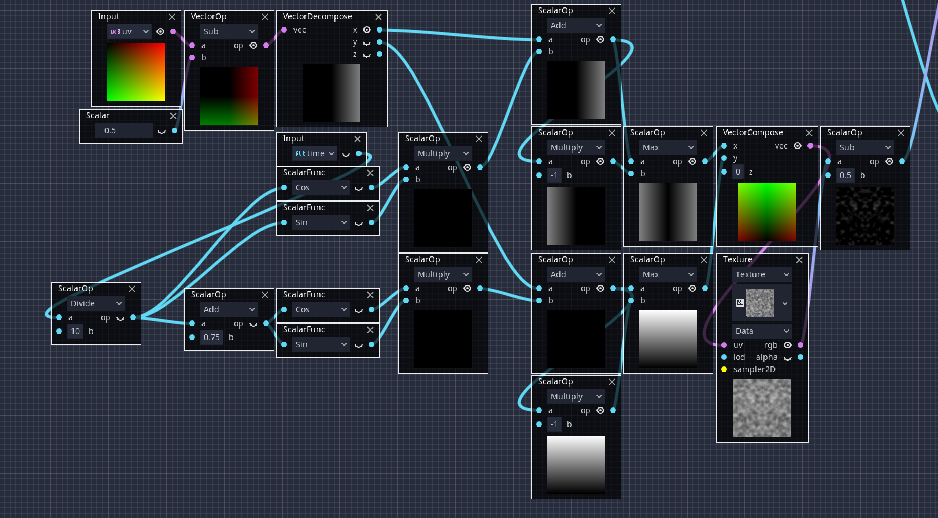 Input
uv
Scalar
0.5
VectorOp
Sub
a op
b
VectorDecompose
vec x
y
z
Input
time
ScalarFunc
Cos
ScalarFunc
Sin
ScalarOp
Multiply
a op
b
ScalarOp
Multiply
a op
b
ScalarOp
Divide
a op
10 b
ScalarOp
Add
a op
0.75 b
ScalarFunc
Cos
ScalarFunc
Sin
ScalarOp
Add
a op
b
ScalarOp
Multiply
a op
-1 b
ScalarOp
Max
a op
b
VectorCompose
x vec
y
0 z
ScalarOp
Sub
a op
0.5 b
ScalarOp
Add
a op
b
ScalarOp
Max
a op
b
Texture
Texture
Data
uv rgb
lod alpha
sampler2D
ScalarOp
Multiply
a op
-1 b